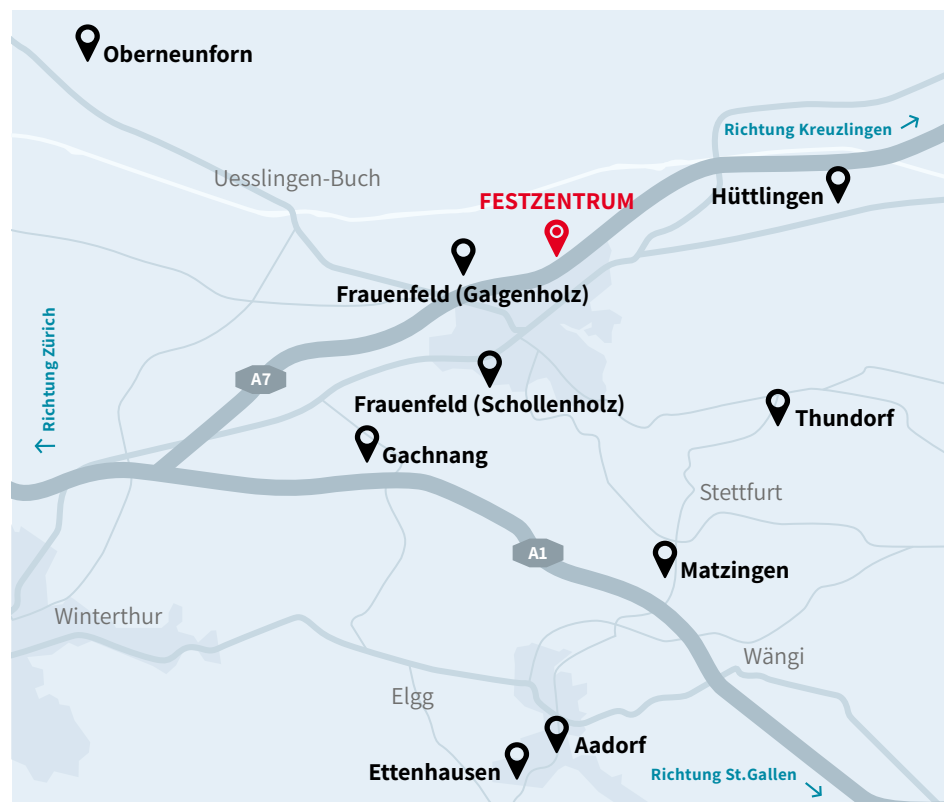 Oberneunforn
Richtung Kreuzlingen →
Uesslingen-Buch
Hüttlingen
FESTZENTRUM
Frauenfeld (Galgenholz)
← Richtung Zürich
A7
Frauenfeld (Schollenholz)
Thundorf
Gachnang
Stettfurt
A1
Matzingen
Winterthur
Wängi
Elgg
Aadorf
Ettenhausen
Richtung St.Gallen →